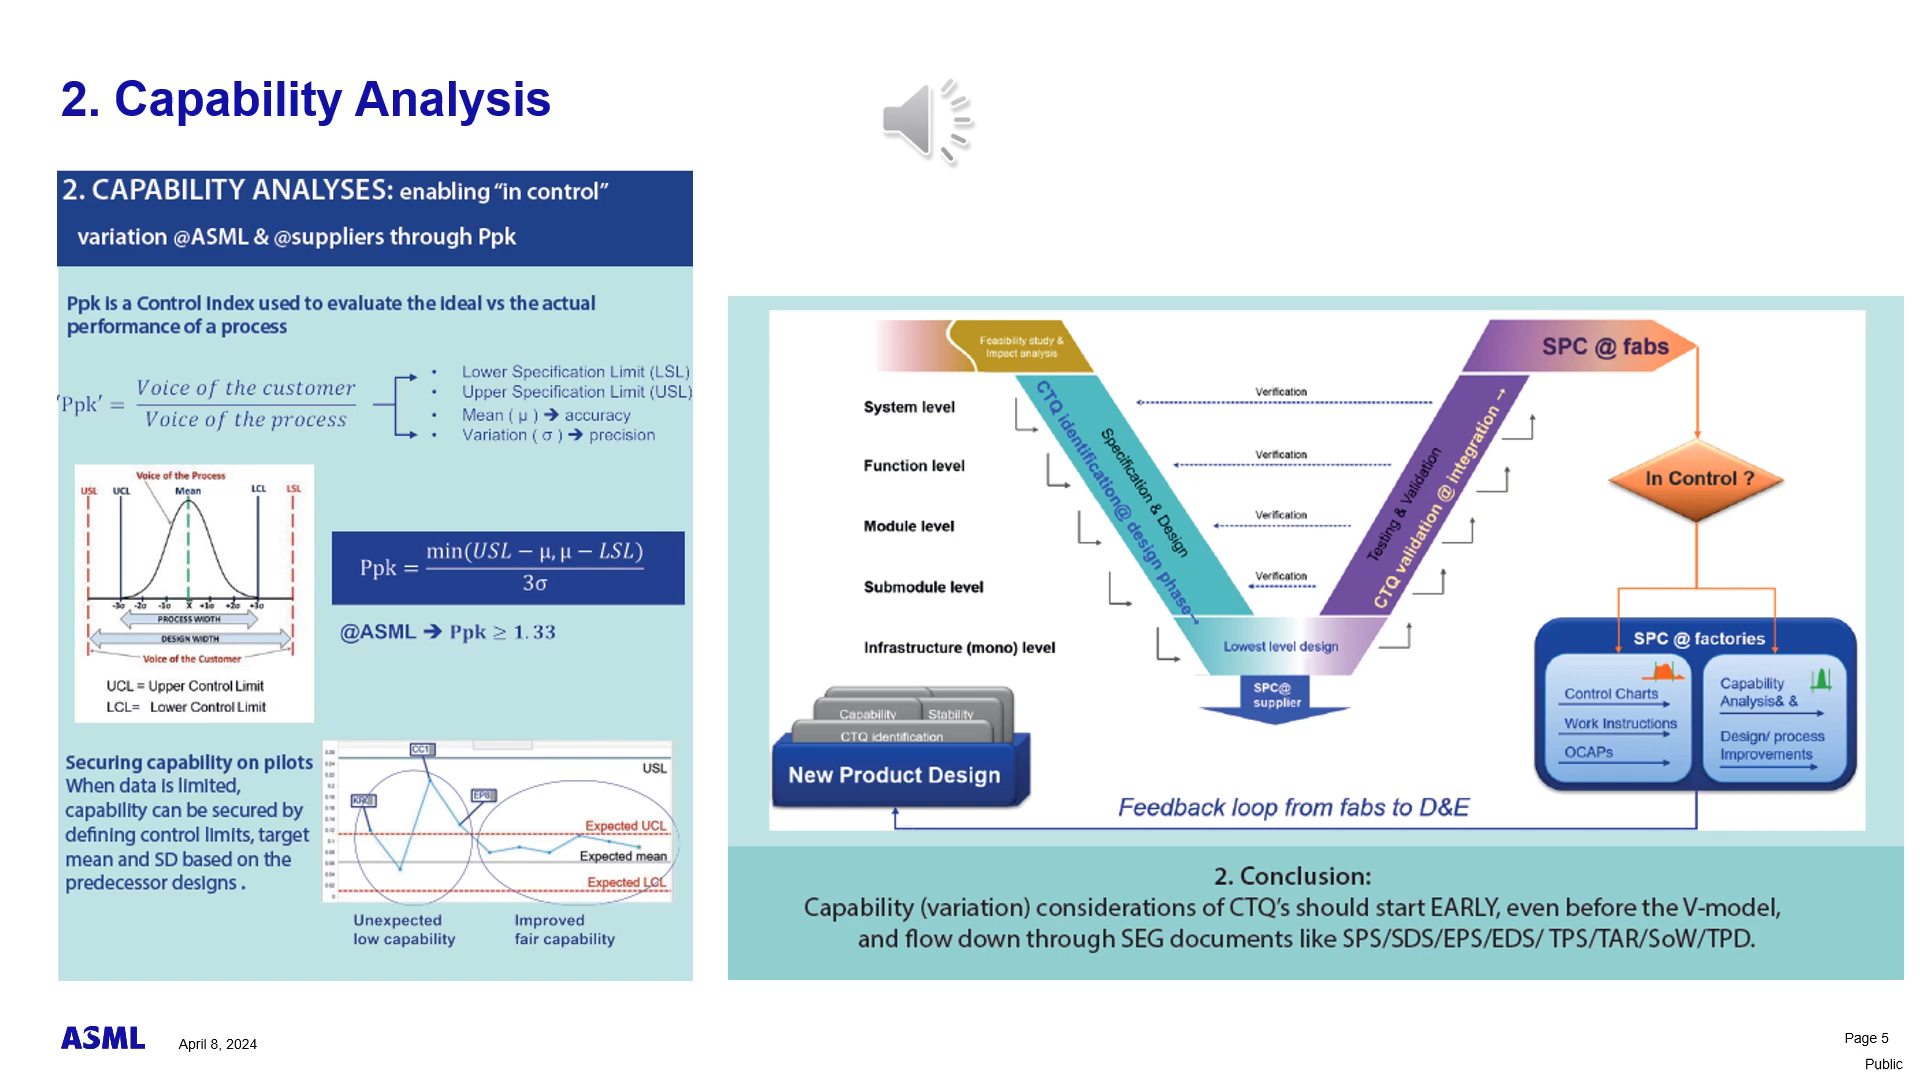 2. Capability Analysis
2. CAPABILITY ANALYSES: enabling “in control”
variation @ASML & @suppliers through Ppk
Ppk is a Control Index used to evaluate the ideal vs the actual
performance of a process
'Ppk' = Voice of the customer / Voice of the process
• Lower Specification Limit (LSL)
• Upper Specification Limit (USL)
• Mean ( μ ) ➔ accuracy
• Variation ( σ ) ➔ precision
Voice of the Process
USL UCL Mean LCL LSL
-3σ -2σ -1σ X̄ +1σ +2σ +3σ
PROCESS WIDTH
DESIGN WIDTH
Voice of the Customer
UCL = Upper Control Limit
LCL= Lower Control Limit
Ppk = min(USL − μ, μ − LSL) / 3σ
@ASML ➔ Ppk ≥ 1.33
Securing capability on pilots
When data is limited,
capability can be secured by
defining control limits, target
mean and SD based on the
predecessor designs .
CC1
USL
Expected UCL
Expected mean
Expected LCL
Unexpected
low capability
Improved
fair capability
Feasibility study &
Impact analysis
SPC @ fabs
System level
Function level
Module level
Submodule level
Infrastructure (mono) level
CTQ identification@ design phase→
Specification & Design
Verification
Verification
Verification
Verification
Testing & Validation
CTQ validation @ integration →
Lowest level design
SPC@
supplier
In Control ?
SPC @ factories
Control Charts
Work Instructions
OCAPs
Capability
Analysis& &
Design/ process
Improvements
Capability
Stability
CTQ identification
New Product Design
Feedback loop from fabs to D&E
2. Conclusion:
Capability (variation) considerations of CTQ’s should start EARLY, even before the V-model,
and flow down through SEG documents like SPS/SDS/EPS/EDS/ TPS/TAR/SoW/TPD.
ASML
April 8, 2024
Page 5
Public